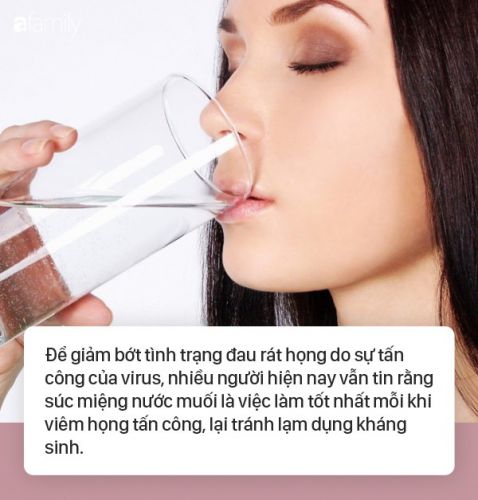 afamily
Để giảm bớt tình trạng đau rát họng do sự tấn
công của virus, nhiều người hiện nay vẫn tin rằng
súc miệng nước muối là việc làm tốt nhất mỗi khi
viêm họng tấn công, lại tránh lạm dụng kháng
sinh.